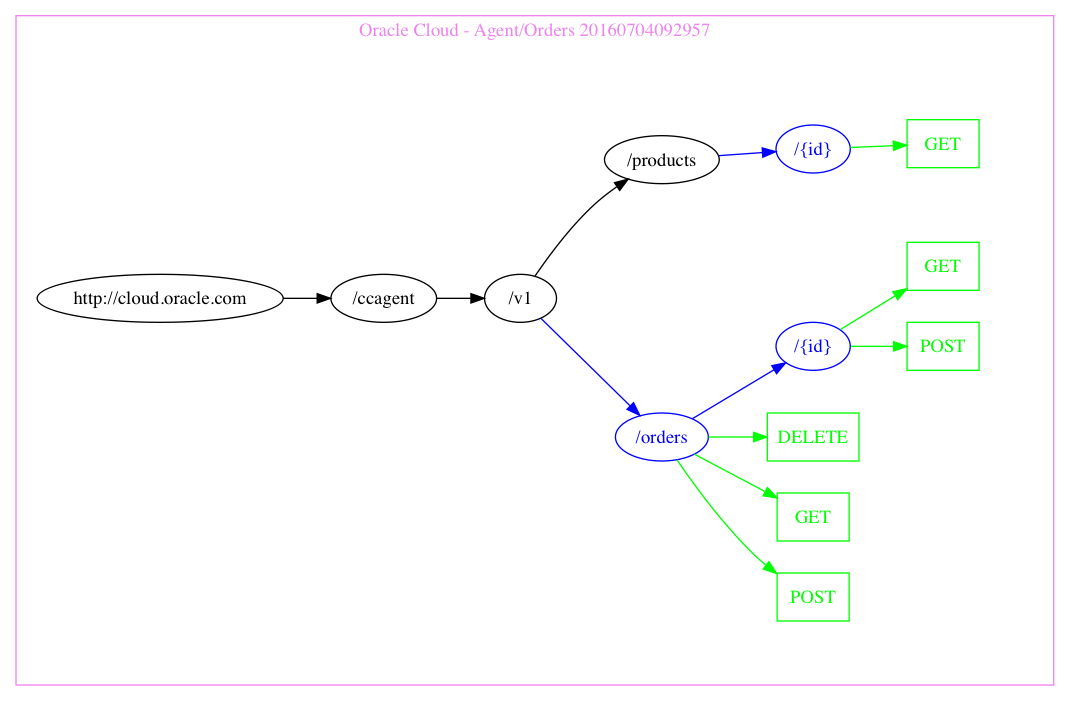 Oracle Cloud - Agent/Orders 20160704092957
http://cloud.oracle.com
/ccagent
/v1
/products
/{id}
GET
/orders
/{id}
GET
POST
DELETE
GET
POST